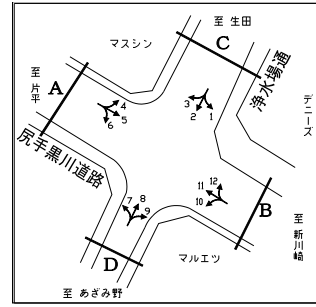 至 生田
マスシン
C
浄水場通
至 片平
A
4
5
6
3
2
1
デニーズ
尻手黒川道路
12
11
10
8
7
9
B
至 新川崎
D
マルエツ
至 あざみ野